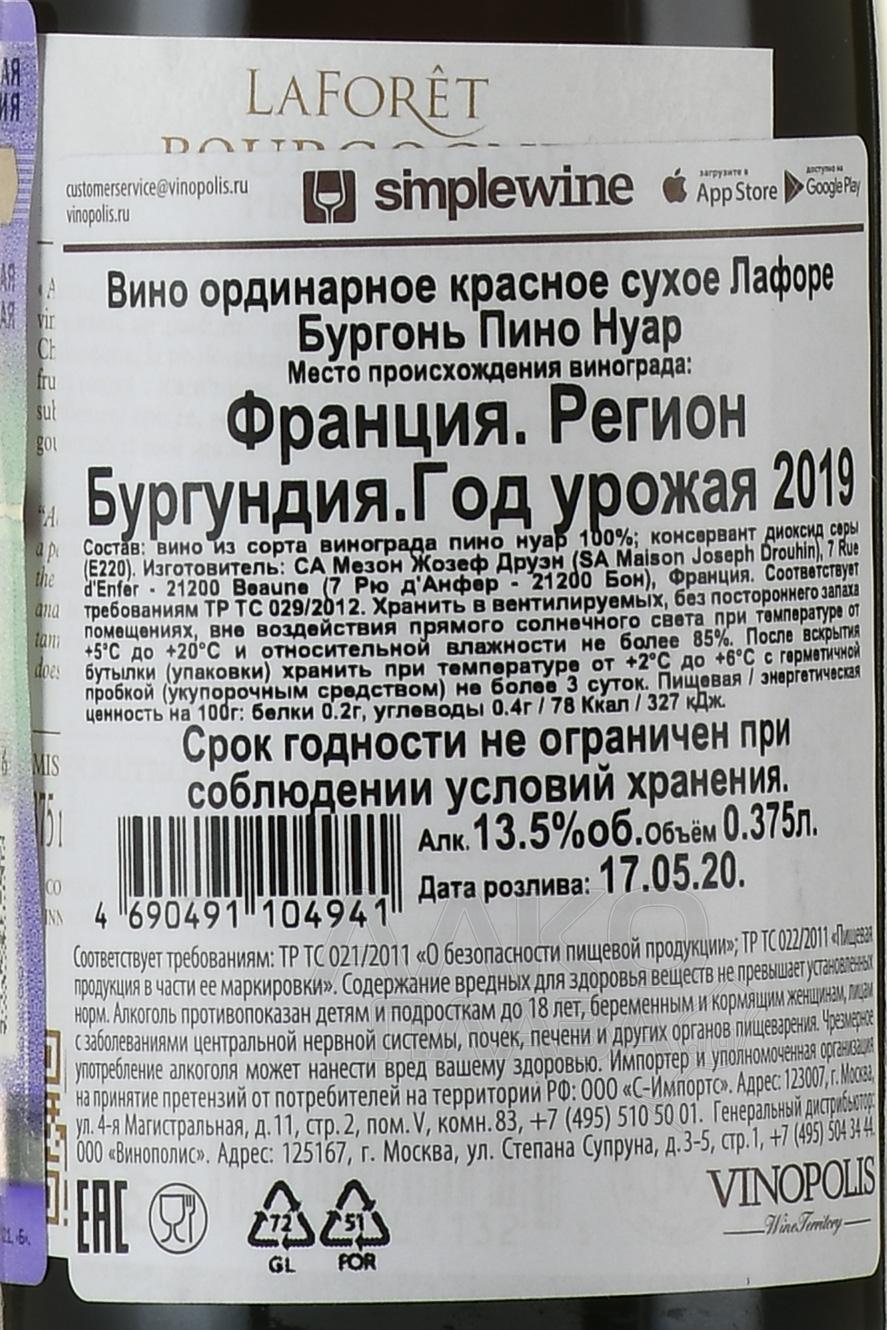 LAFORÊT
BOURGOGNE
customerservice@vinopolis.ru
vinopolis.ru
simplewine
загрузите в
App Store
доступно на
Google Play
Вино ординарное красное сухое Лафоре
Бургонь Пино Нуар
Место происхождения винограда:
Франция. Регион
Бургундия.Год урожая 2019
Состав: вино из сорта винограда пино нуар 100%; консервант диоксид серы
(E220). Изготовитель: СА Мезон Жозеф Друэн (SA Maison Joseph Drouhin), 7 Rue
d'Enfer - 21200 Beaune (7 Рю д'Анфер - 21200 Бон), Франция. Соответствует
требованиям ТР ТС 029/2012. Хранить в вентилируемых, без постороннего запаха
помещениях, вне воздействия прямого солнечного света при температуре от
+5°С до +20°С и относительной влажности не более 85%. После вскрытия
бутылки (упаковки) хранить при температуре от +2°С до +6°С с герметичной
пробкой (укупорочным средством) не более 3 суток. Пищевая / энергетическая
ценность на 100г: белки 0.2г, углеводы 0.4г / 78 Ккал / 327 кДж.
Срок годности не ограничен при
соблюдении условий хранения.
Алк. 13.5%об. Объём 0.375л.
Дата розлива: 17.05.20.
4 690491 104941
Соответствует требованиям: ТР ТС 021/2011 «О безопасности пищевой продукции»; ТР ТС 022/2011 «Пищевая
продукция в части ее маркировки». Содержание вредных для здоровья веществ не превышает установленных
норм. Алкоголь противопоказан детям и подросткам до 18 лет, беременным и кормящим женщинам, лицам
с заболеваниями центральной нервной системы, почек, печени и других органов пищеварения. Чрезмерное
употребление алкоголя может нанести вред вашему здоровью. Импортер и уполномоченная организация
на принятие претензий от потребителей на территории РФ: ООО «С-Импортс». Адрес: 123007, г. Москва,
ул. 4-я Магистральная, д.11, стр. 2, пом. V, комн. 83, +7 (495) 510 50 01. Генеральный дистрибьютор:
ООО «Винополис». Адрес: 125167, г. Москва, ул. Степана Супруна, д.3-5, стр.1, +7 (495) 504 34 44.
EAC
72
GL
51
POR
VINOPOLIS
Wine Territory